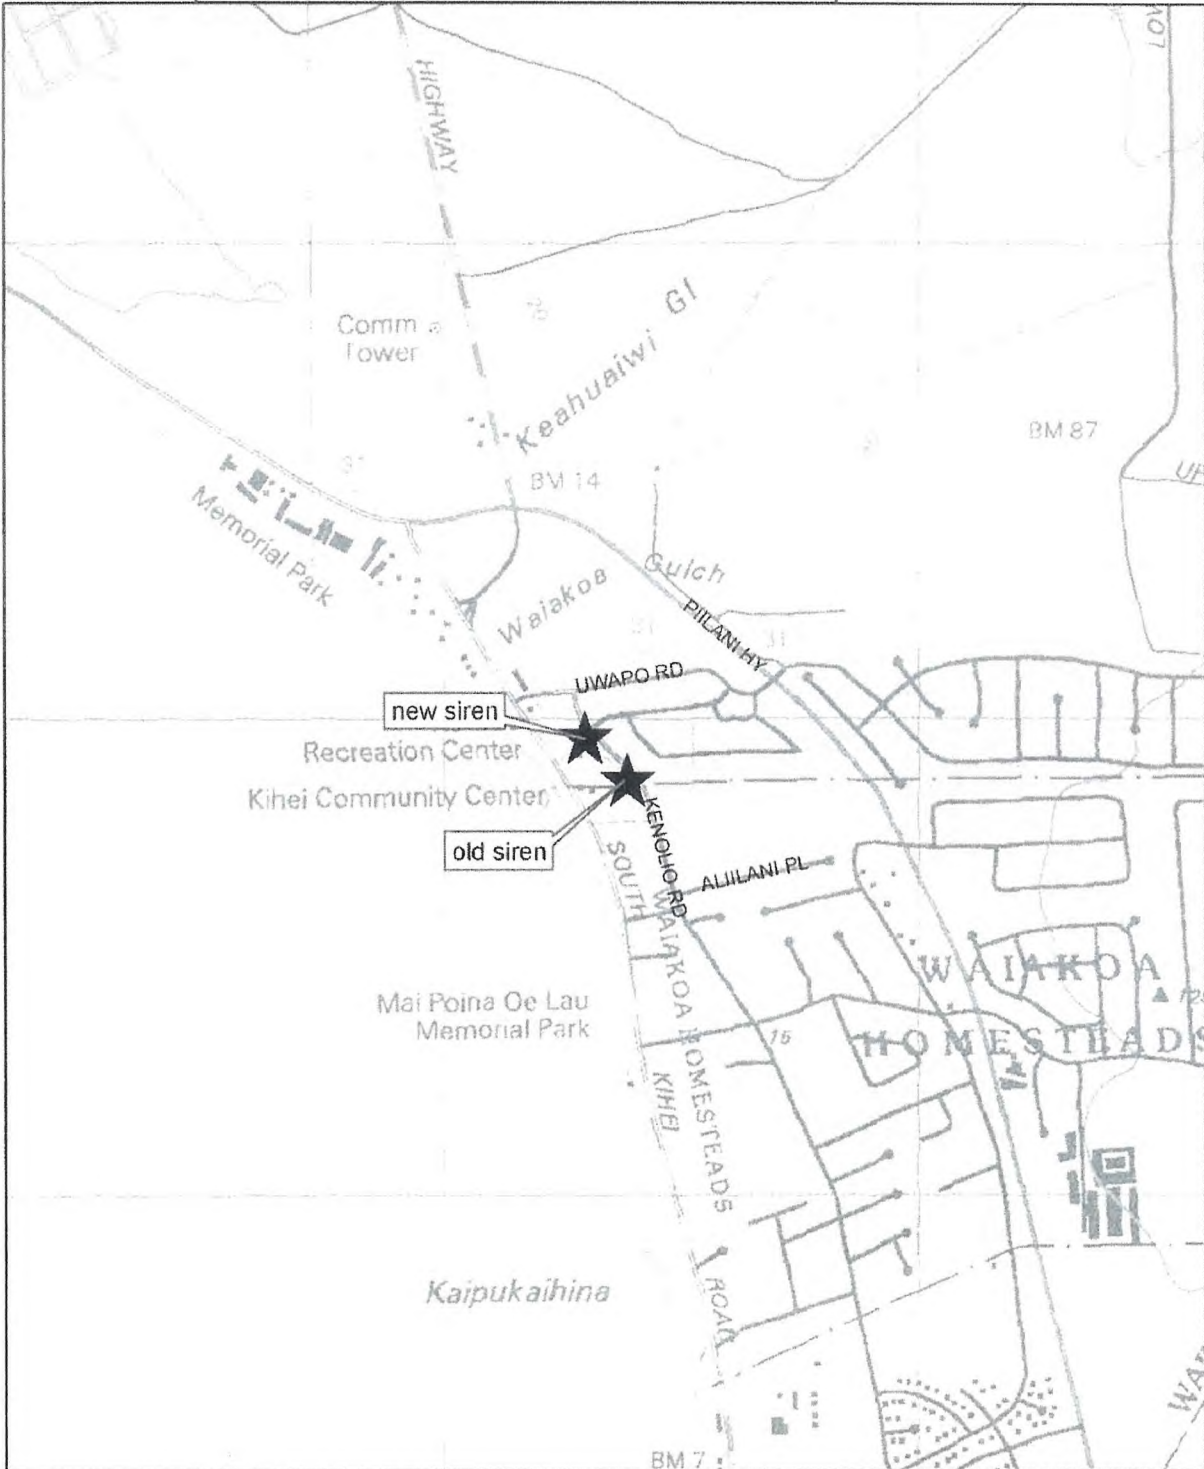 HIGHWAY
Comm
Tower
26
Keahuaiwi Gl
BM 87
BM 14
Memorial Park
Waiakoa Gulch
PIILANI HY
31
UWAPO RD
new siren
Recreation Center
Kihei Community Center
old siren
KENOLIO RD
ALIILANI PL
SOUTH KIHEI ROAD
WAIAKOA HOMESTEADS
WAIAKOA
HOMESTEADS
Mai Poina Oe Lau
Memorial Park
15
Kaipukaihina
BM 7